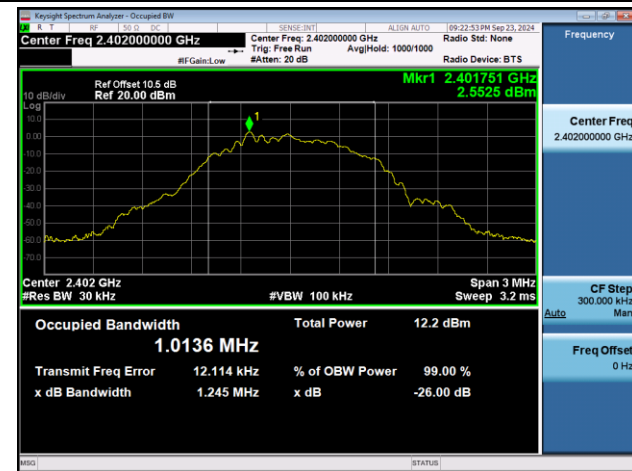 Keysight Spectrum Analyzer - Occupied BW
R T RF 50 Ω DC SENSE:INT ALIGN AUTO 09:22:53 PM Sep 23, 2024
Center Freq 2.402000000 GHz
Center Freq: 2.402000000 GHz
Radio Std: None
Trig: Free Run Avg|Hold: 1000/1000
#IFGain:Low #Atten: 20 dB Radio Device: BTS
Frequency
Ref Offset 10.5 dB
Mkr1 2.401751 GHz
10 dB/div Ref 20.00 dBm 2.5525 dBm
Log
10.0
0.00
-10.0
-20.0
-30.0
-40.0
-50.0
-60.0
-70.0
1
Center Freq
2.402000000 GHz
Center 2.402 GHz Span 3 MHz
#Res BW 30 kHz #VBW 100 kHz Sweep 3.2 ms
CF Step
300.000 kHz
Auto Man
Occupied Bandwidth Total Power 12.2 dBm
1.0136 MHz
Transmit Freq Error 12.114 kHz % of OBW Power 99.00 %
x dB Bandwidth 1.245 MHz x dB -26.00 dB
Freq Offset
0 Hz
MSG STATUS